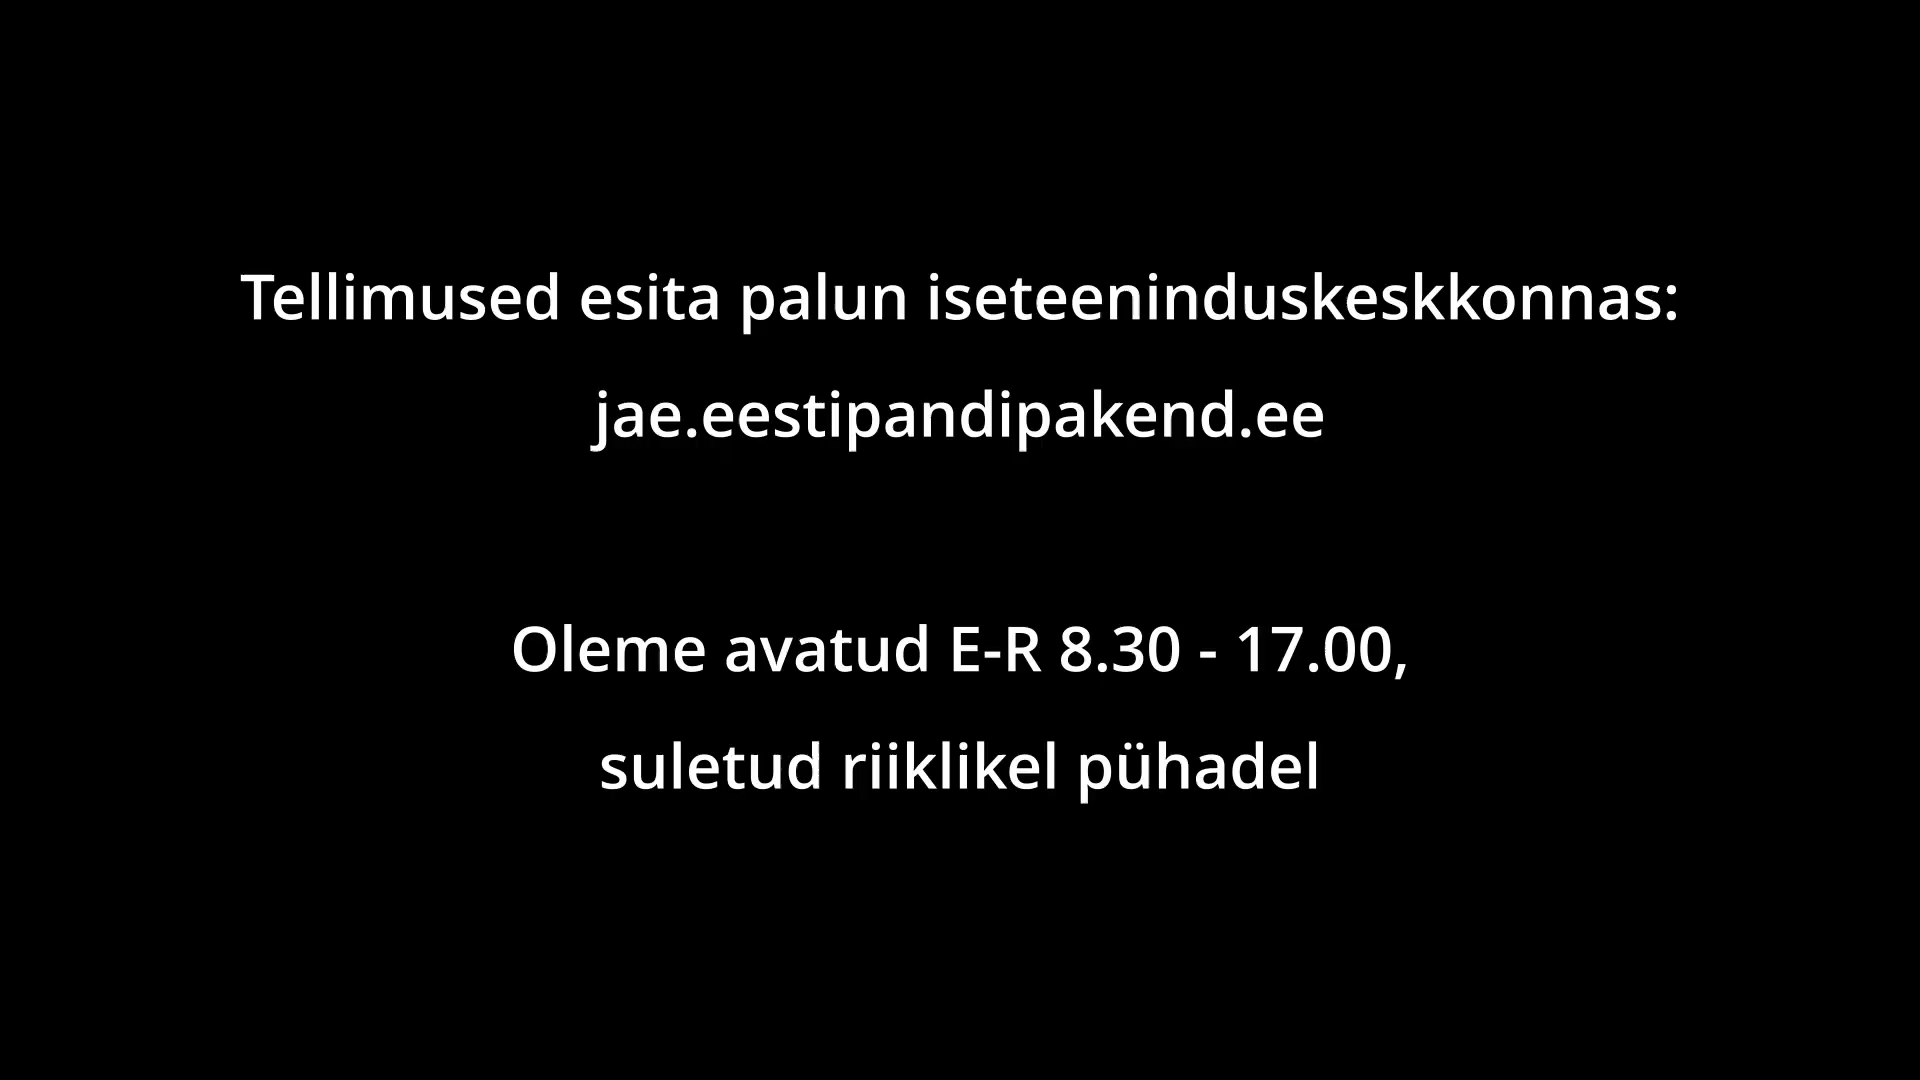 Tellimused esita palun iseteeninduskeskkonnas:
jae.eestipandipakend.ee
Oleme avatud E-R 8.30 - 17.00,
suletud riiklikel pühadel